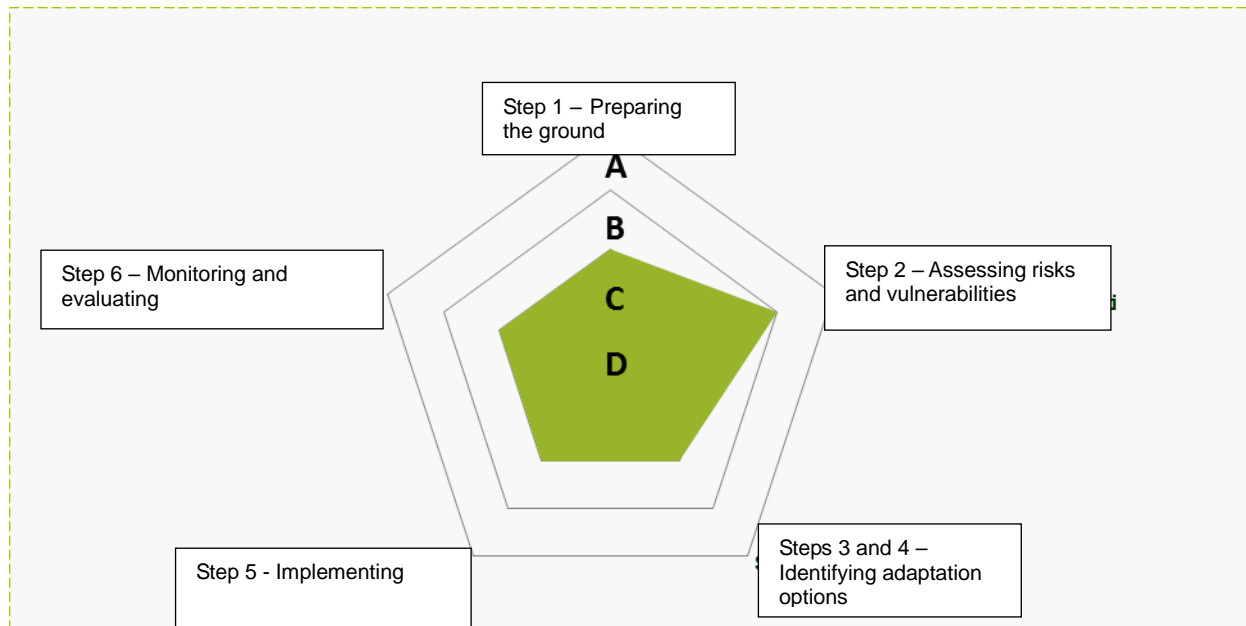 Step 1 – Preparing
the ground
A
B
Step 6 – Monitoring and
evaluating
Step 2 – Assessing risks
and vulnerabilities
C
D
Step 5 - Implementing
Steps 3 and 4 –
Identifying adaptation
options